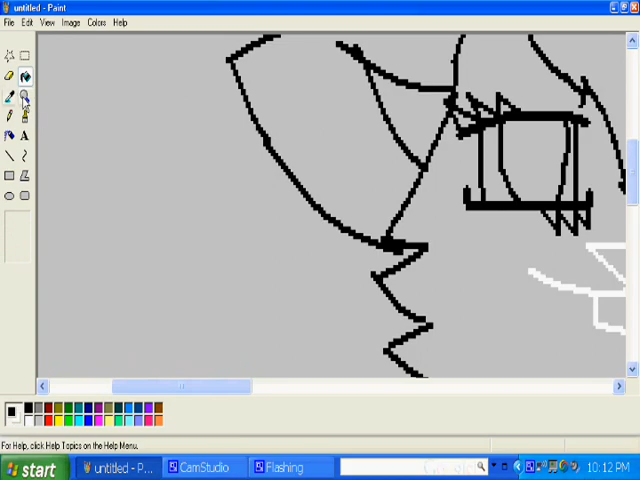 untitled - Paint
File Edit View Image Colors Help
A
For Help, click Help Topics on the Help Menu.
start untitled - P... CamStudio Flashing Google 10:12 PM